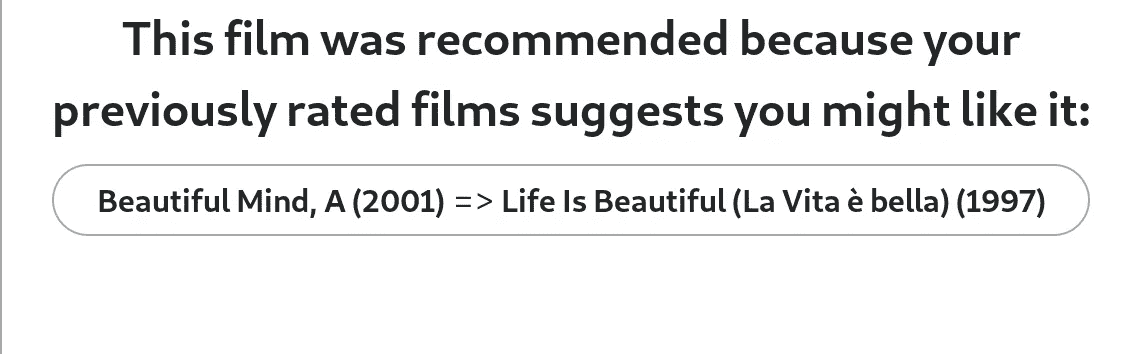 This film was recommended because your
previously rated films suggests you might like it:
Beautiful Mind, A (2001) => Life Is Beautiful (La Vita è bella) (1997)